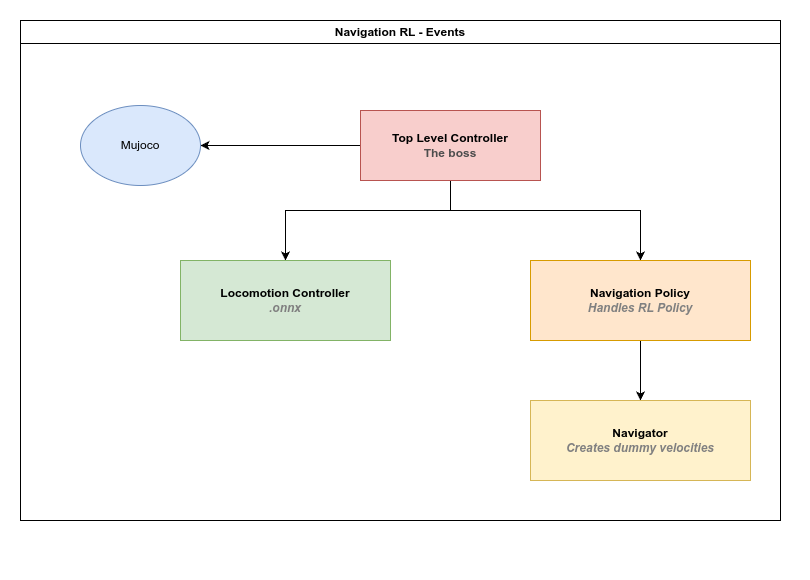 Navigation RL - Events
Mujoco
Top Level Controller
The boss
Locomotion Controller
.onnx
Navigation Policy
Handles RL Policy
Navigator
Creates dummy velocities